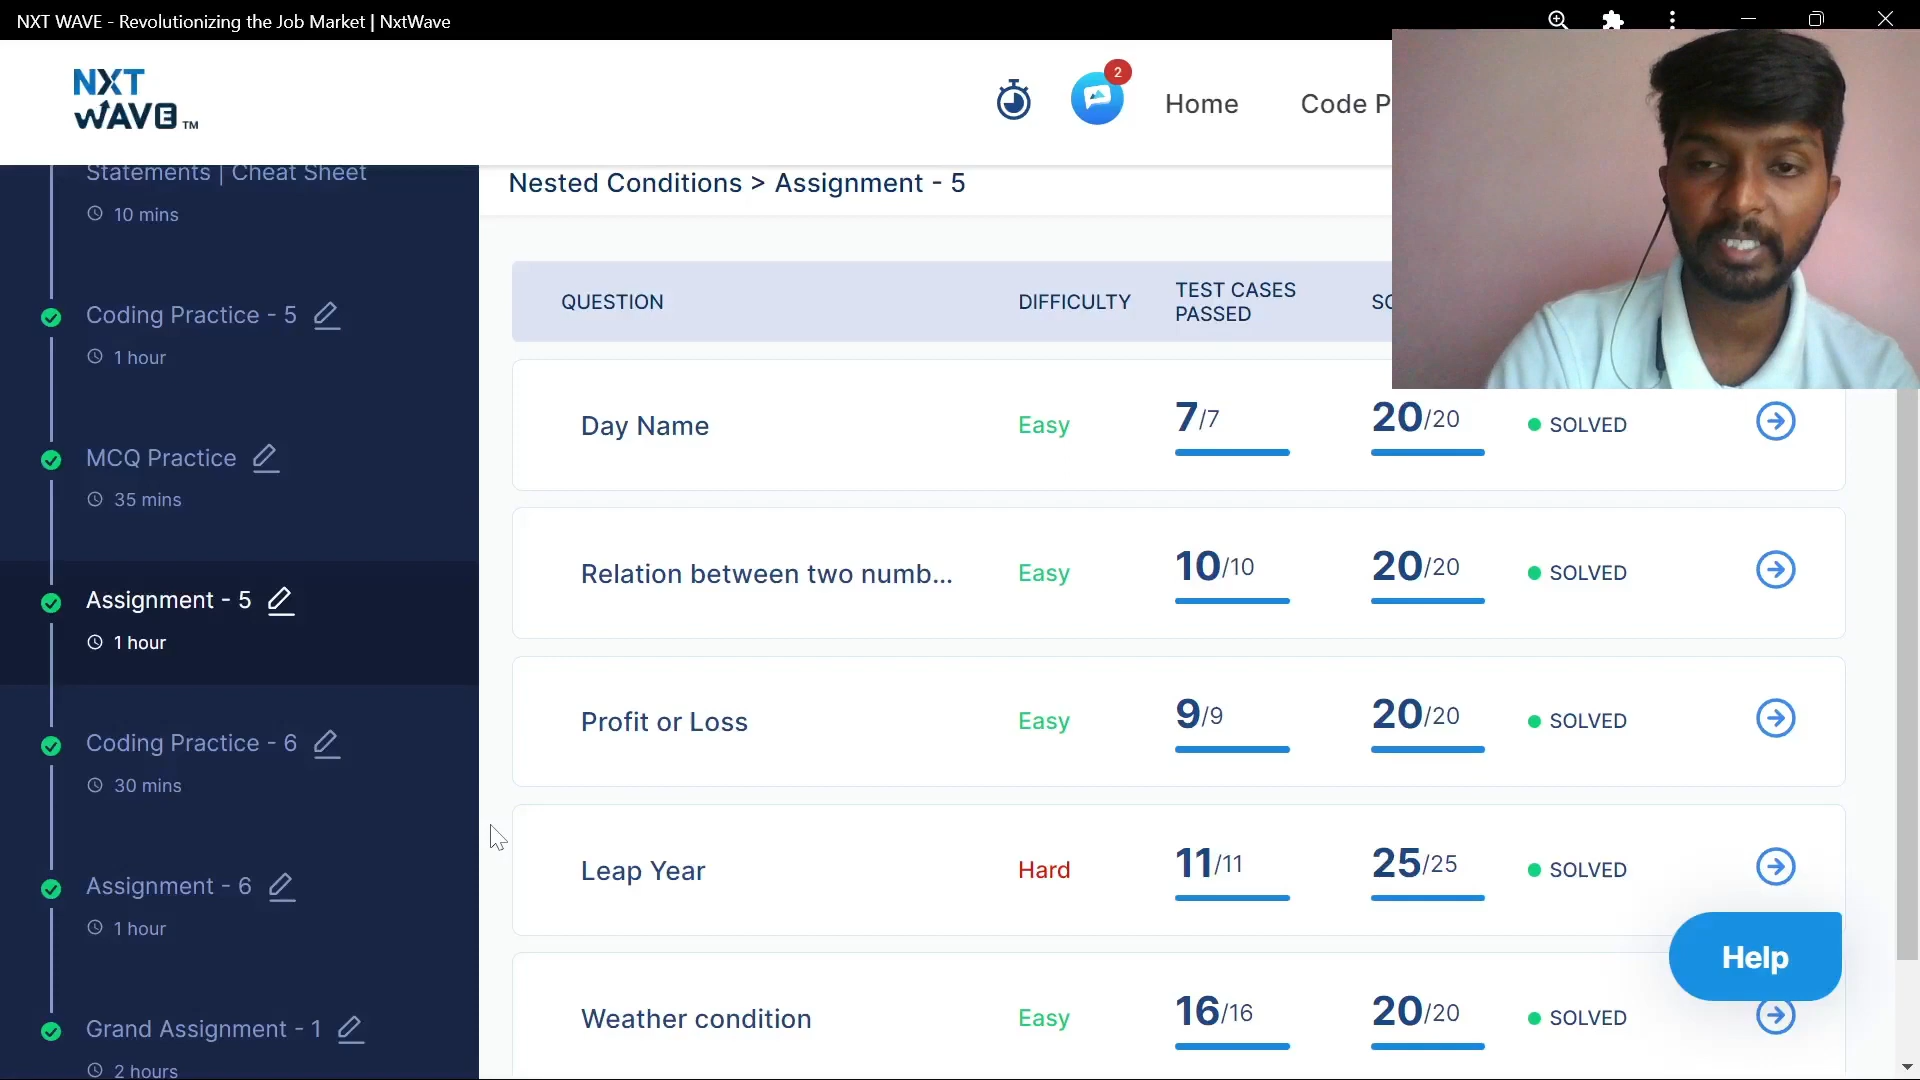 NXT WAVE - Revolutionizing the Job Market | NxtWave
NXT
WAVE TM
2
Home
Code P
Statements | Cheat Sheet
10 mins
Coding Practice - 5
1 hour
MCQ Practice
35 mins
Assignment - 5
1 hour
Coding Practice - 6
30 mins
Assignment - 6
1 hour
Grand Assignment - 1
2 hours
Nested Conditions > Assignment - 5
QUESTION DIFFICULTY TEST CASES PASSED SC
Day Name Easy 7/7 20/20 SOLVED
Relation between two numb... Easy 10/10 20/20 SOLVED
Profit or Loss Easy 9/9 20/20 SOLVED
Leap Year Hard 11/11 25/25 SOLVED
Weather condition Easy 16/16 20/20 SOLVED
Help